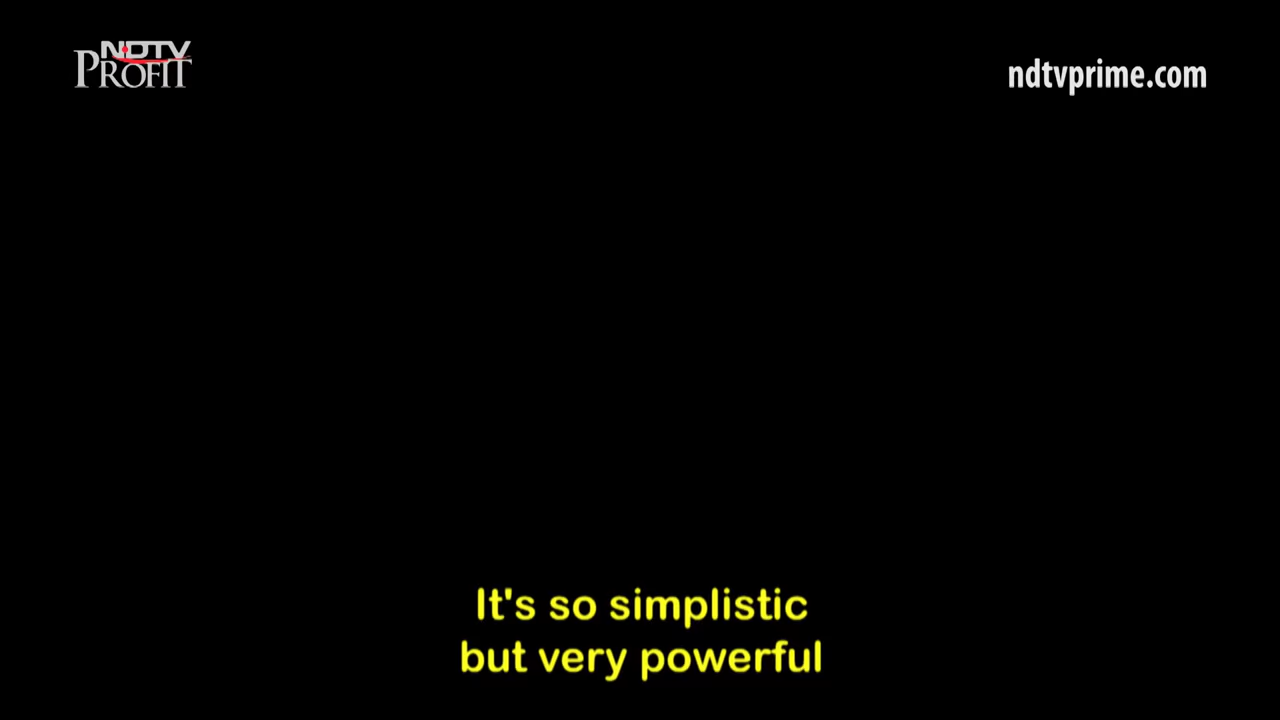 NDTV
PROFIT
ndtvprime.com
It's so simplistic
but very powerful